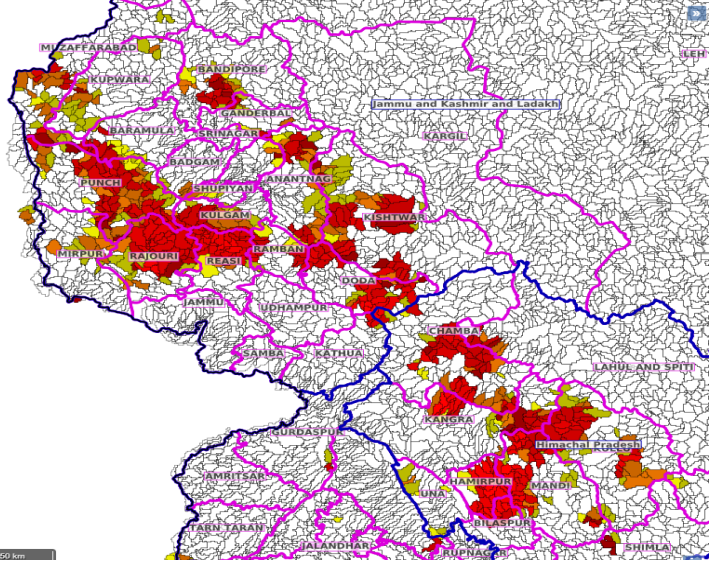 MUZAFFARABAD
BANDIPORE
LEH
KUPWARA
Jammu and Kashmir and Ladakh
GANDERBAL
BARAMULA
SRINAGAR
KARGIL
BADGAM
ANANTNAG
PUNCH
SHUPIYAN
KULGAM
KISHTWAR
MIRPUR
RAJOURI
REASI
RAMBAN
DODA
JAMMU
UDHAMPUR
CHAMBA
SAMBA
KATHUA
LAHUL AND SPITI
KANGRA
GURDASPUR
Himachal Pradesh
KULLU
AMRITSAR
HAMIRPUR
MANDI
UNA
TARN TARAN
BILASPUR
JALANDHAR
RUPNAGAR
SHIMLA
50 km